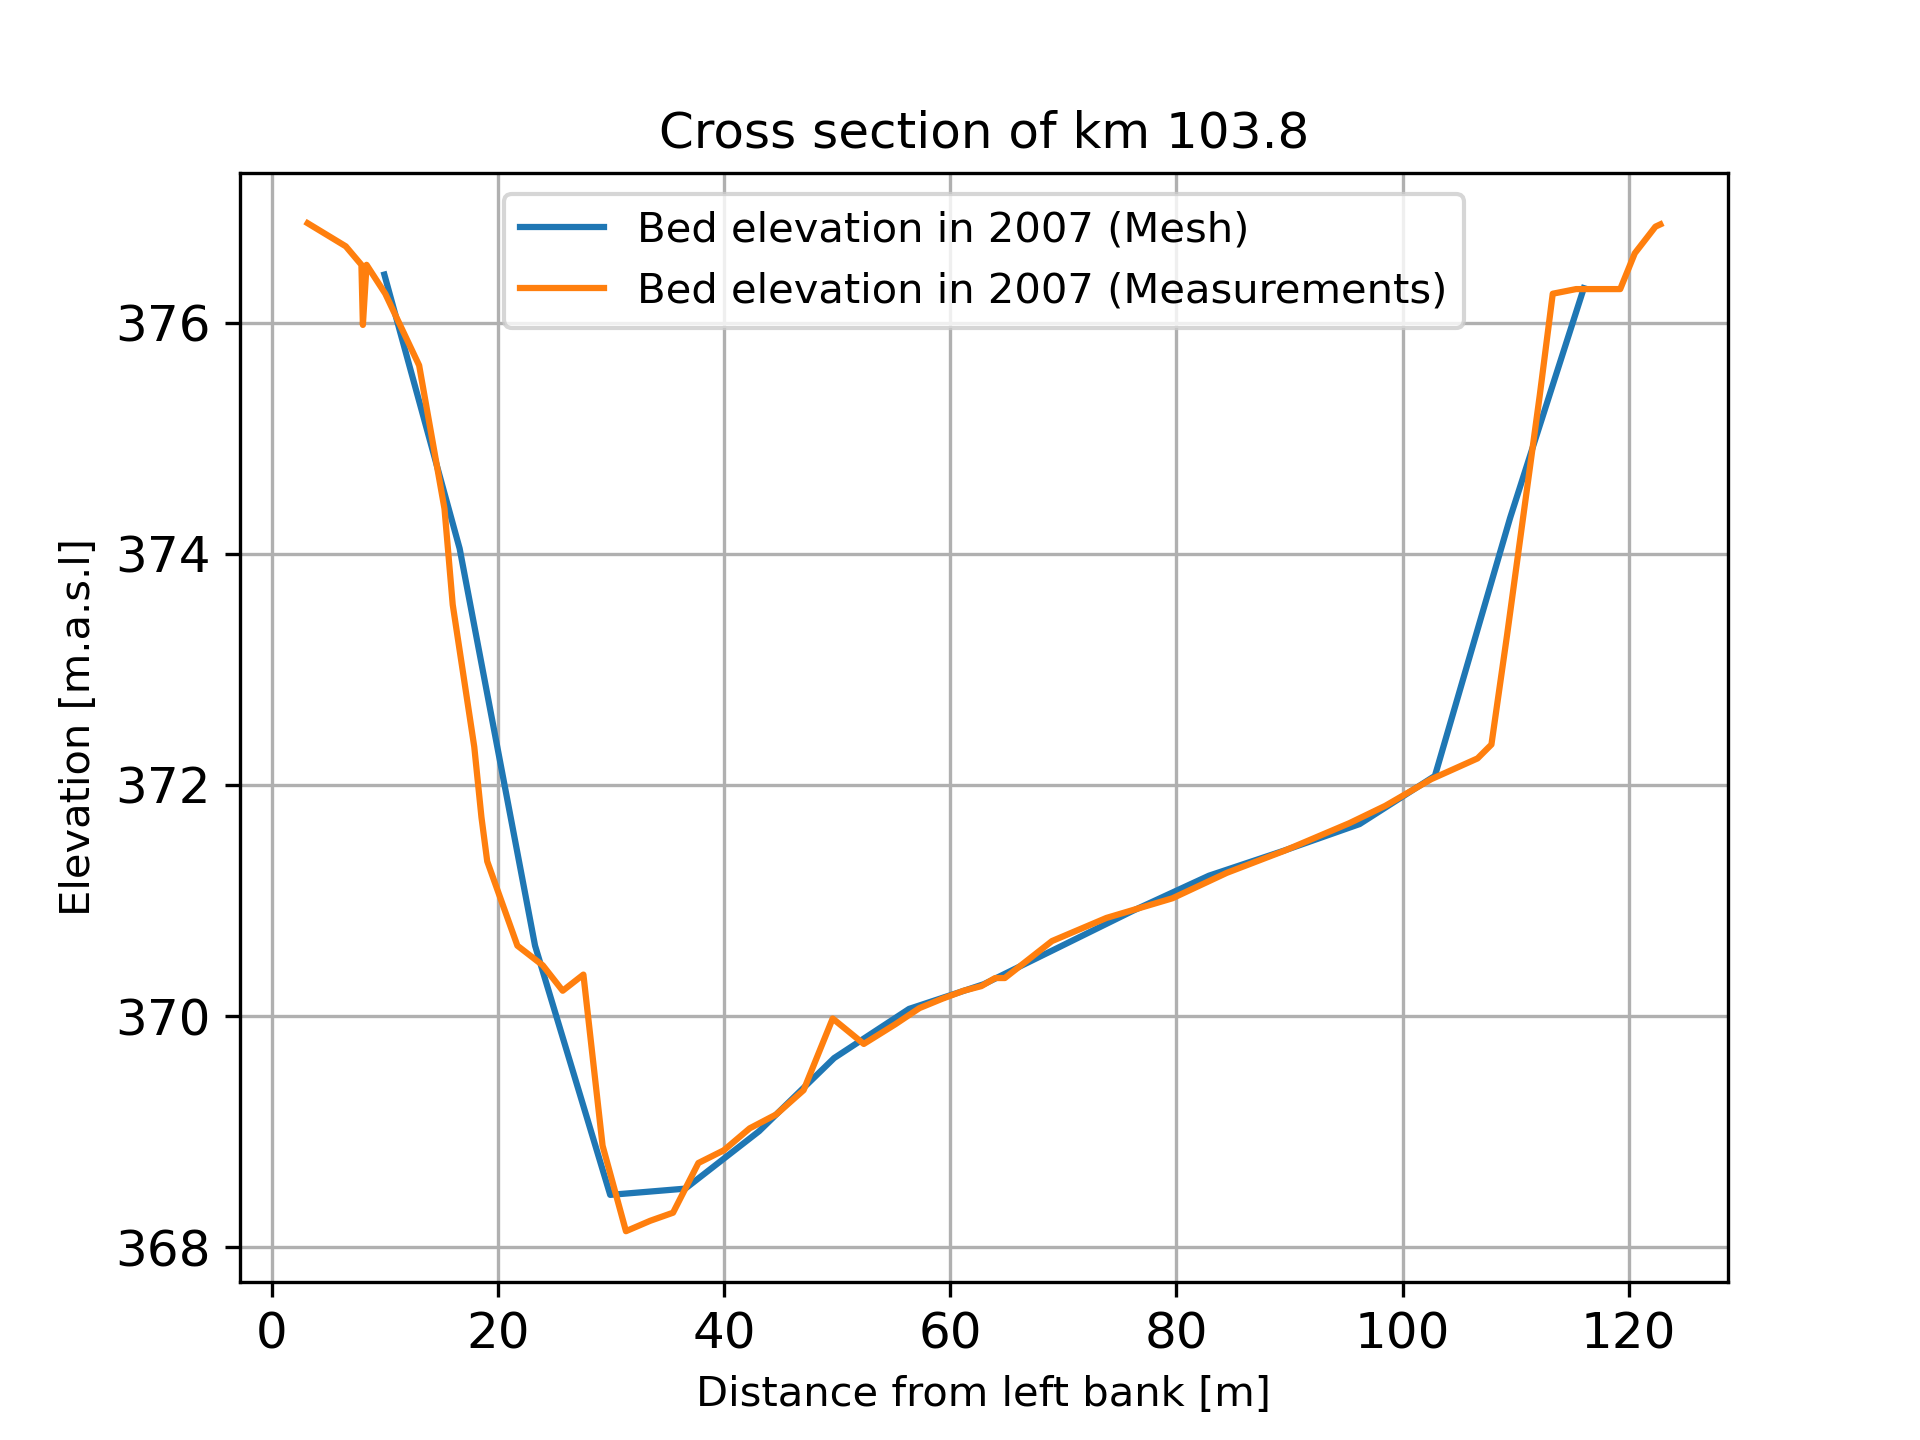 Cross section of km 103.8
Bed elevation in 2007 (Mesh)
Bed elevation in 2007 (Measurements)
Elevation [m.a.s.l]
376
374
372
370
368
0 20 40 60 80 100 120
Distance from left bank [m]